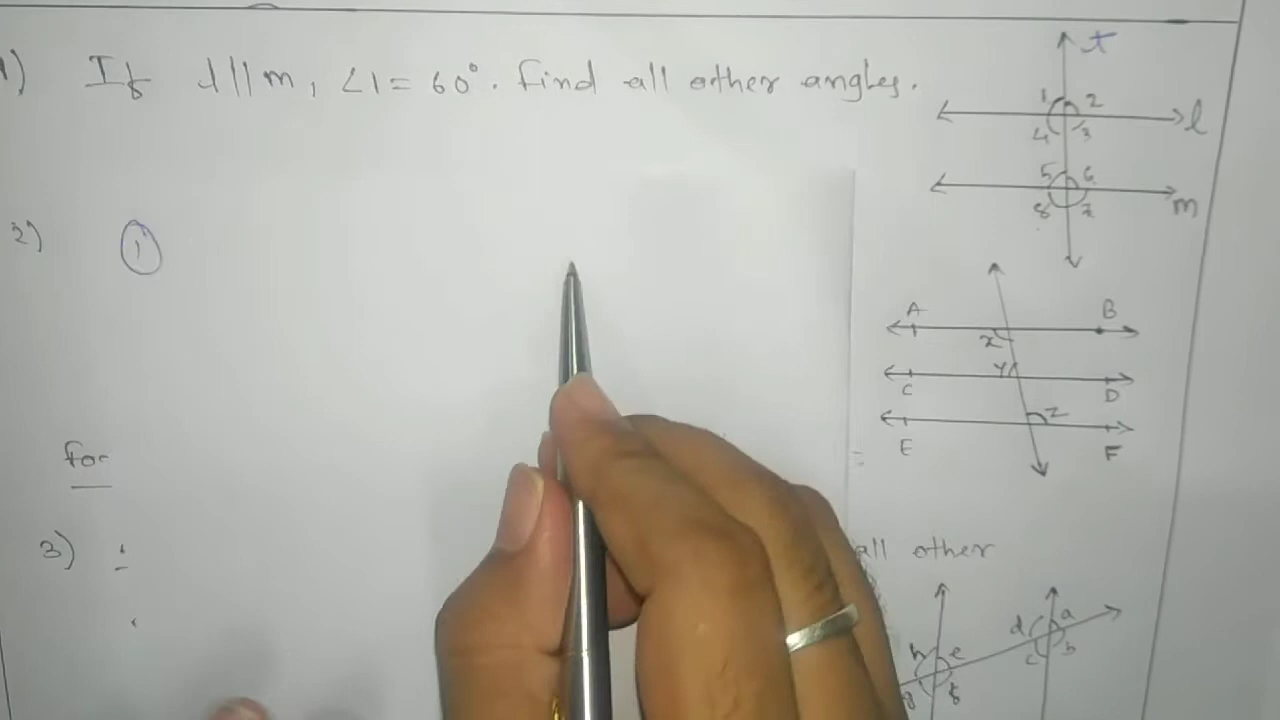 1) If l || m, ∠1 = 60°. Find all other angles.
t
1 2
l
4 3
5 6
m
8 7
2) 1
A B
x
y
C D
z
E F
for
3)
all other
d a
c b
h e
g f